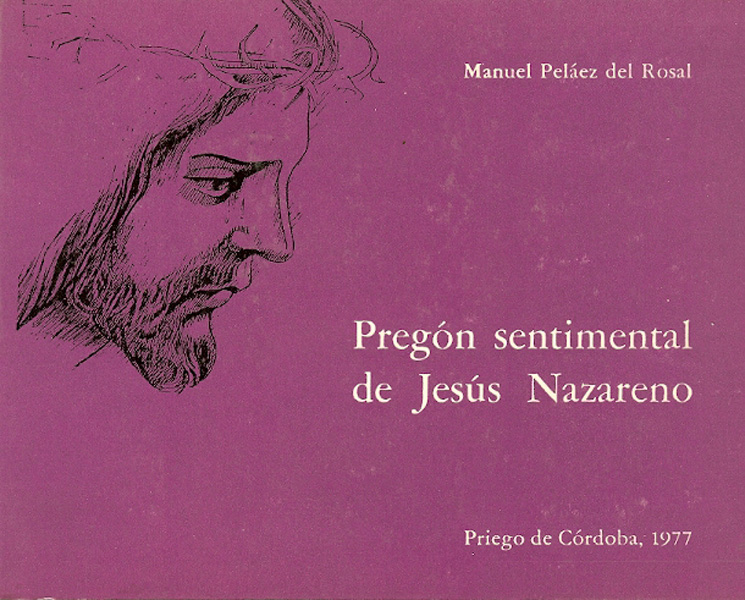 Manuel Peláez del Rosal
Pregón sentimental
de Jesús Nazareno
Priego de Córdoba, 1977